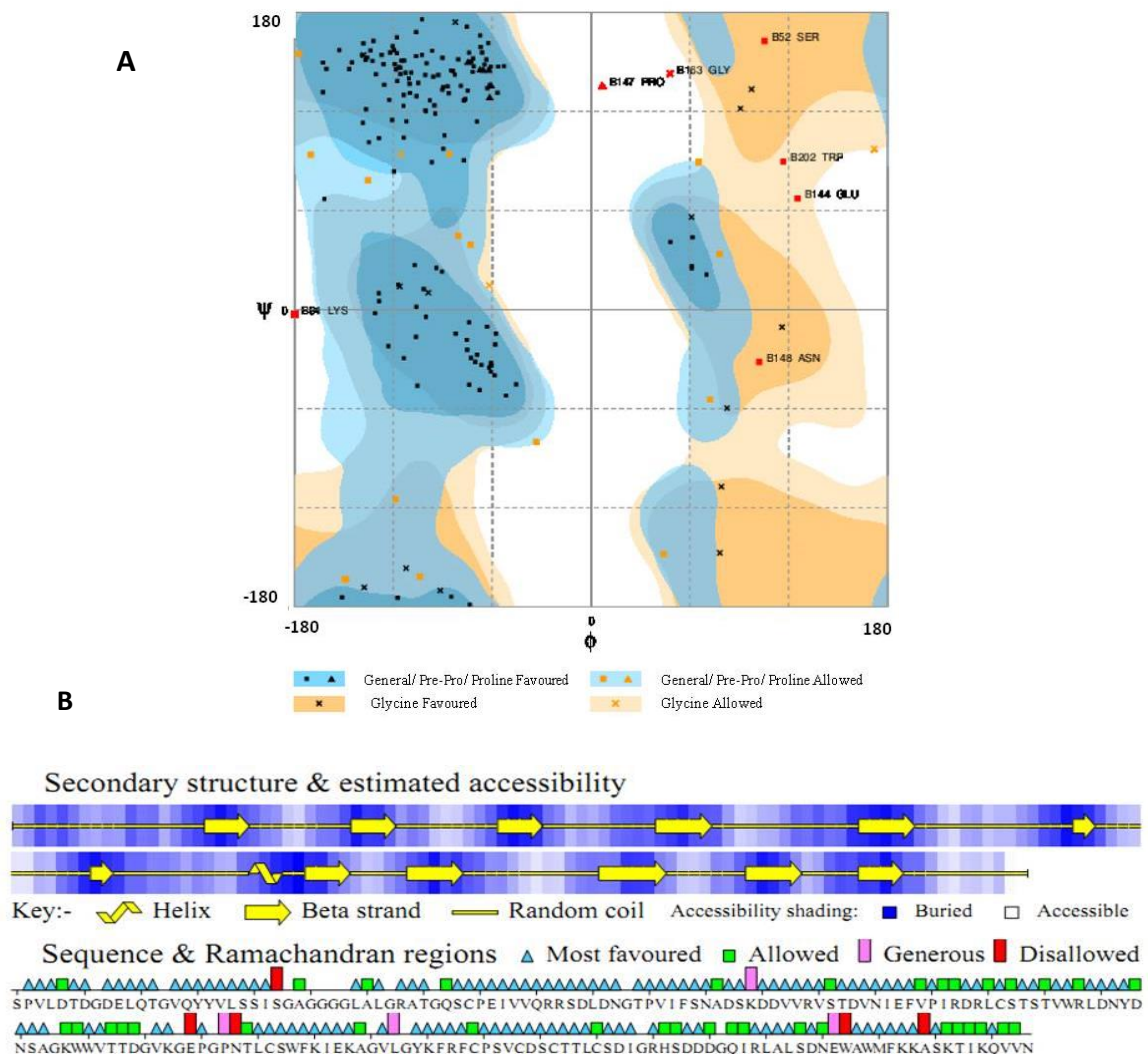 A
180
B52 SER
B163 GLY
B147 PRO
B202 TRP
B144 GLU
Ψ
LYS
B148 ASN
-180
-180
180
Φ
General/ Pre-Pro/ Proline Favoured
General/ Pre-Pro/ Proline Allowed
Glycine Favoured
Glycine Allowed
B
Secondary structure & estimated accessibility
Key:- Helix Beta strand Random coil Accessibility shading: Buried Accessible
Sequence & Ramachandran regions Most favoured Allowed Generous Disallowed
SPVLDTDGDELQTGVQYYVLSSISGAGGGGLALGRATGQSCPEIVVQRRSDLDNGTPVIFSNADSKDDVVRVSTDVNIEFVPIRDRLCSTSTVWRLDNYD
NSAGKWWVTTDGVKGEPGPNTLCSWFKIEKAGVLGYKFRFCPSVCDSCTTLCSDIGRHSDDDGQIRLALSDNEWAWMFKKASKTIKQVVN